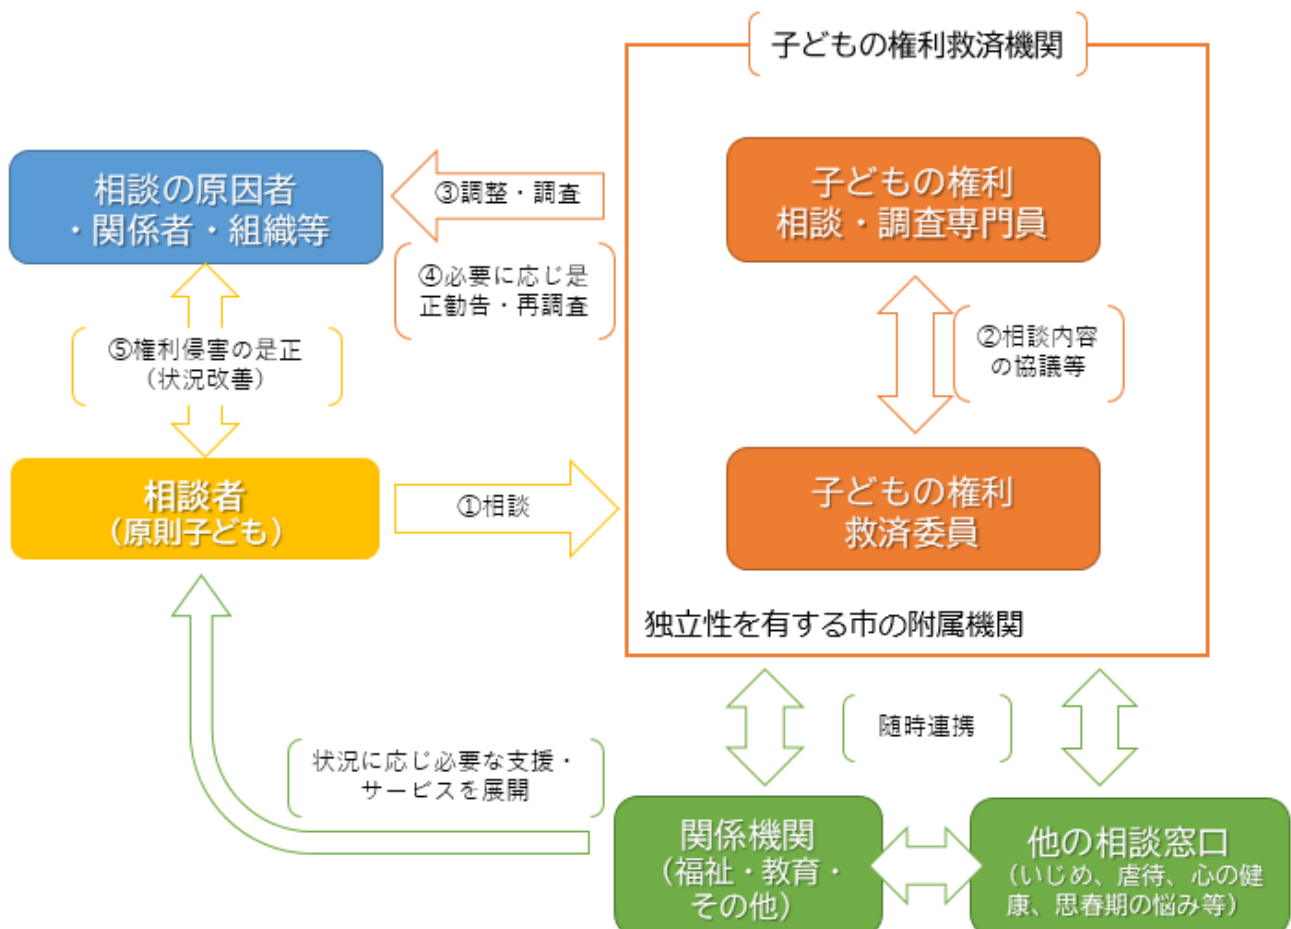 子どもの権利救済機関
子どもの権利
相談・調査専門員
相談の原因者
・関係者・組織等
③調整・調査
④必要に応じ是
正勧告・再調査
②相談内容
の協議等
⑤権利侵害の是正
（状況改善）
相談者
（原則子ども）
①相談
子どもの権利
救済委員
独立性を有する市の附属機関
随時連携
状況に応じ必要な支援・
サービスを展開
関係機関
（福祉・教育・
その他）
他の相談窓口
（いじめ、虐待、心の健
康、思春期の悩み等）